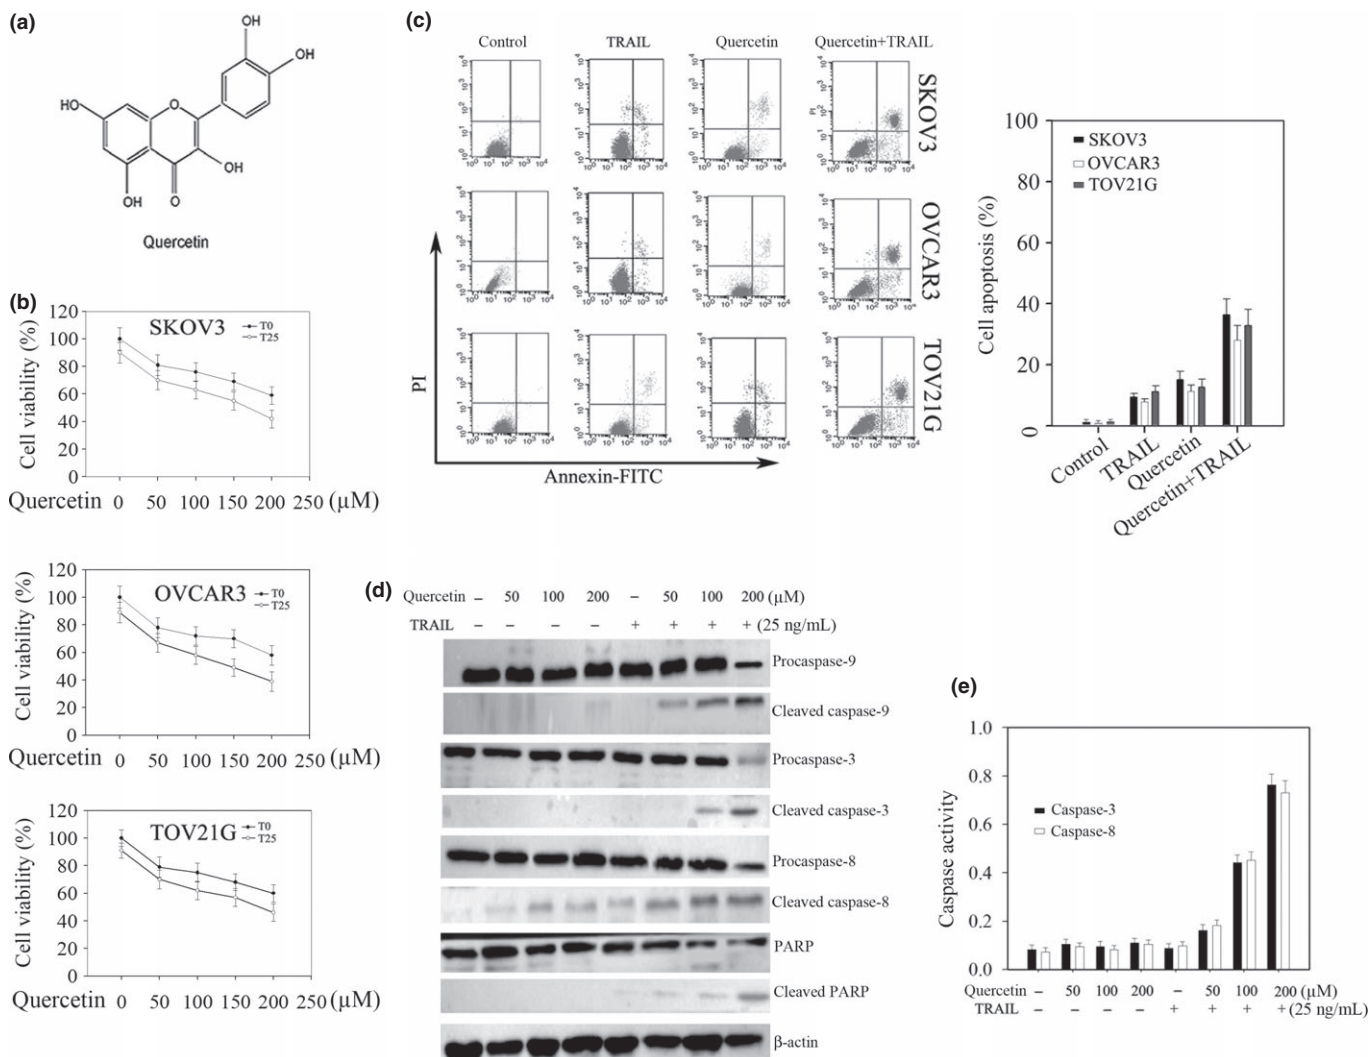 (a)
OH
OH
HO
O
OH
OH
O
Quercetin
(b)
120
100
80
60
40
20
0
Cell viability (%)
SKOV3
T0
T25
Quercetin 0 50 100 150 200 250 (µM)
120
100
80
60
40
20
0
Cell viability (%)
OVCAR3
T0
T25
Quercetin 0 50 100 150 200 250 (µM)
120
100
80
60
40
20
0
Cell viability (%)
TOV21G
T0
T25
Quercetin 0 50 100 150 200 250 (µM)
(c)
Control TRAIL Quercetin Quercetin+TRAIL
SKOV3
OVCAR3
TOV21G
PI
Annexin-FITC
100
80
60
40
20
0
Cell apoptosis (%)
SKOV3
OVCAR3
TOV21G
Control
TRAIL
Quercetin
Quercetin+TRAIL
(d)
Quercetin – 50 100 200 – 50 100 200 (µM)
TRAIL – – – – + + + + (25 ng/mL)
Procaspase-9
Cleaved caspase-9
Procaspase-3
Cleaved caspase-3
Procaspase-8
Cleaved caspase-8
PARP
Cleaved PARP
β-actin
(e)
1.0
0.8
0.6
0.4
0.2
0.0
Caspase activity
Caspase-3
Caspase-8
Quercetin – 50 100 200 – 50 100 200 (µM)
TRAIL – – – – + + + + (25 ng/mL)